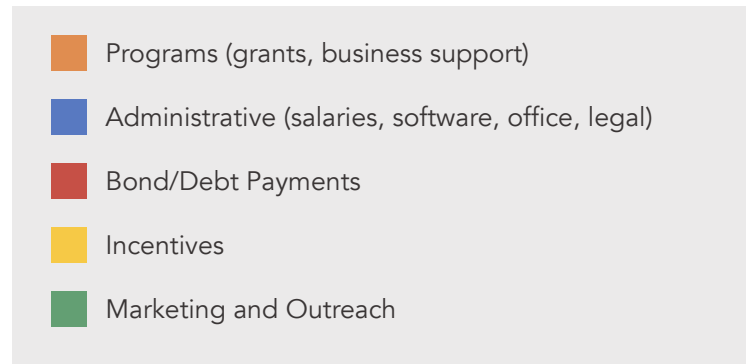 Programs (grants, business support)
Administrative (salaries, software, office, legal)
Bond/Debt Payments
Incentives
Marketing and Outreach